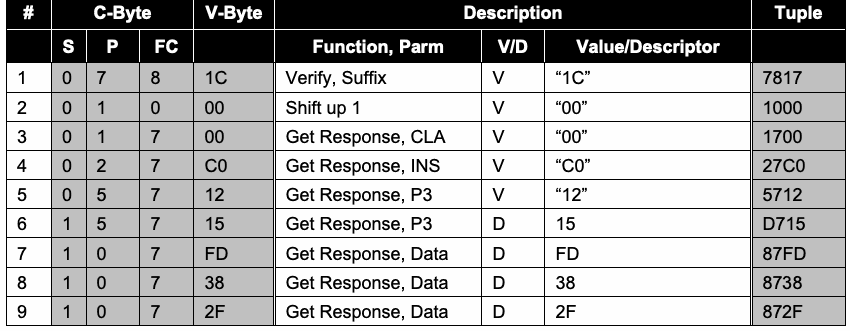 # C-Byte V-Byte Description Tuple
S P FC Function, Parm V/D Value/Descriptor
1 0 7 8 1C Verify, Suffix V “1C” 7817
2 0 1 0 00 Shift up 1 V “00” 1000
3 0 1 7 00 Get Response, CLA V “00” 1700
4 0 2 7 C0 Get Response, INS V “C0” 27C0
5 0 5 7 12 Get Response, P3 V “12” 5712
6 1 5 7 15 Get Response, P3 D 15 D715
7 1 0 7 FD Get Response, Data D FD 87FD
8 1 0 7 38 Get Response, Data D 38 8738
9 1 0 7 2F Get Response, Data D 2F 872F